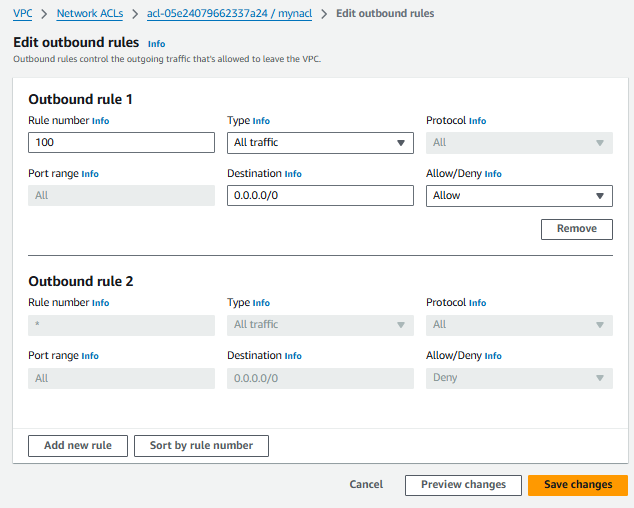 VPC > Network ACLs > acl-05e24079662337a24 / mynacl > Edit outbound rules
Edit outbound rules Info
Outbound rules control the outgoing traffic that's allowed to leave the VPC.
Outbound rule 1
Rule number Info Type Info Protocol Info
100 All traffic All
Port range Info Destination Info Allow/Deny Info
All 0.0.0.0/0 Allow
Remove
Outbound rule 2
Rule number Info Type Info Protocol Info
* All traffic All
Port range Info Destination Info Allow/Deny Info
All 0.0.0.0/0 Deny
Add new rule Sort by rule number
Cancel Preview changes Save changes